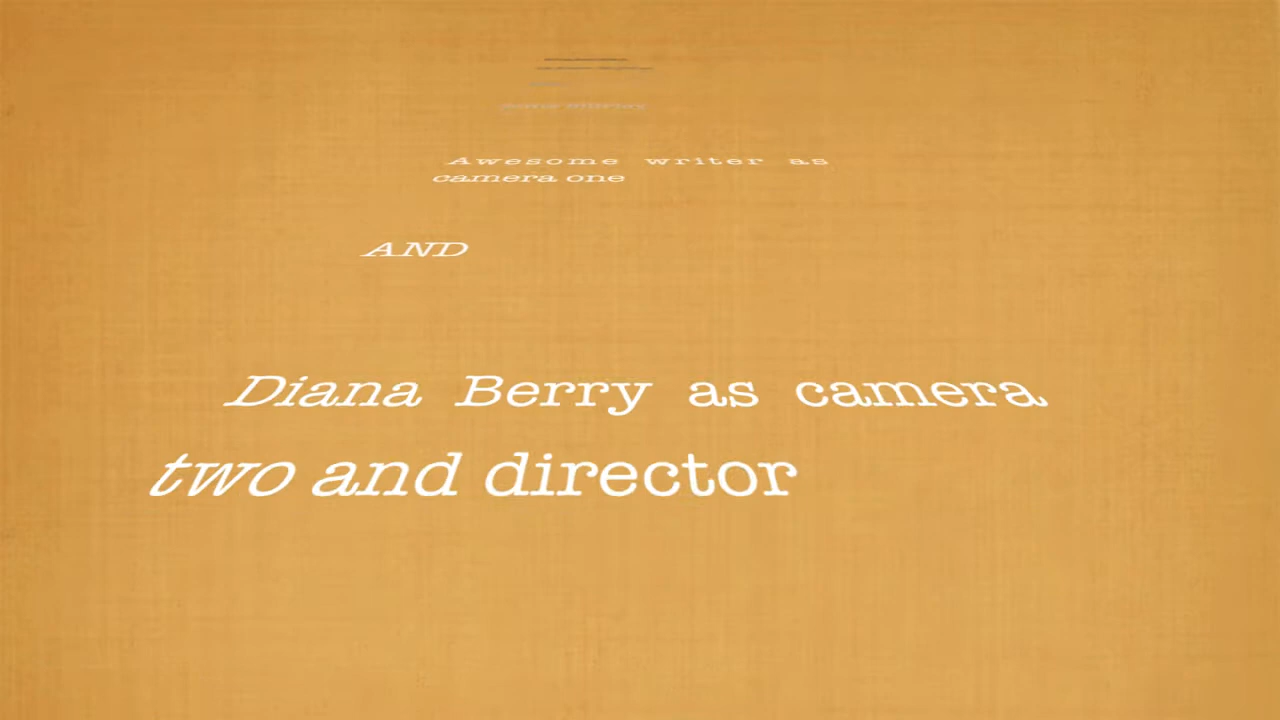 Awesome writer as
camera one
AND
Diana Berry as camera
two and director